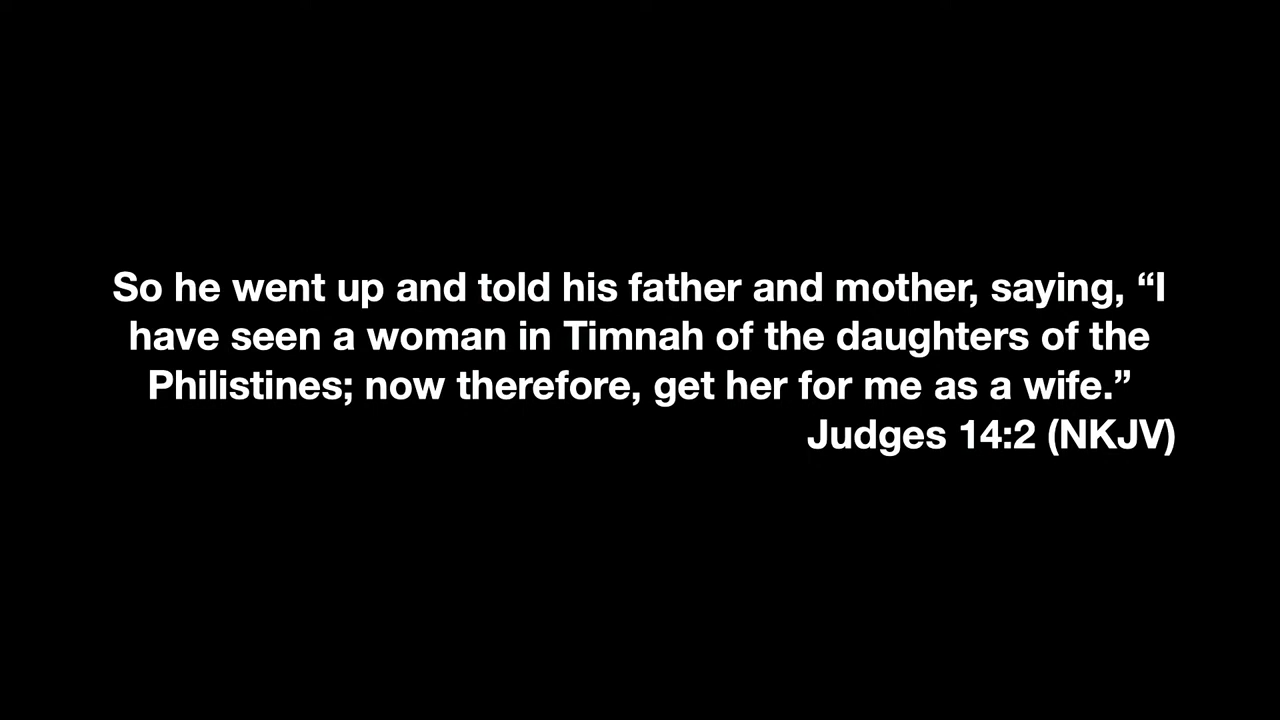 So he went up and told his father and mother, saying, “I
have seen a woman in Timnah of the daughters of the
Philistines; now therefore, get her for me as a wife.”
Judges 14:2 (NKJV)